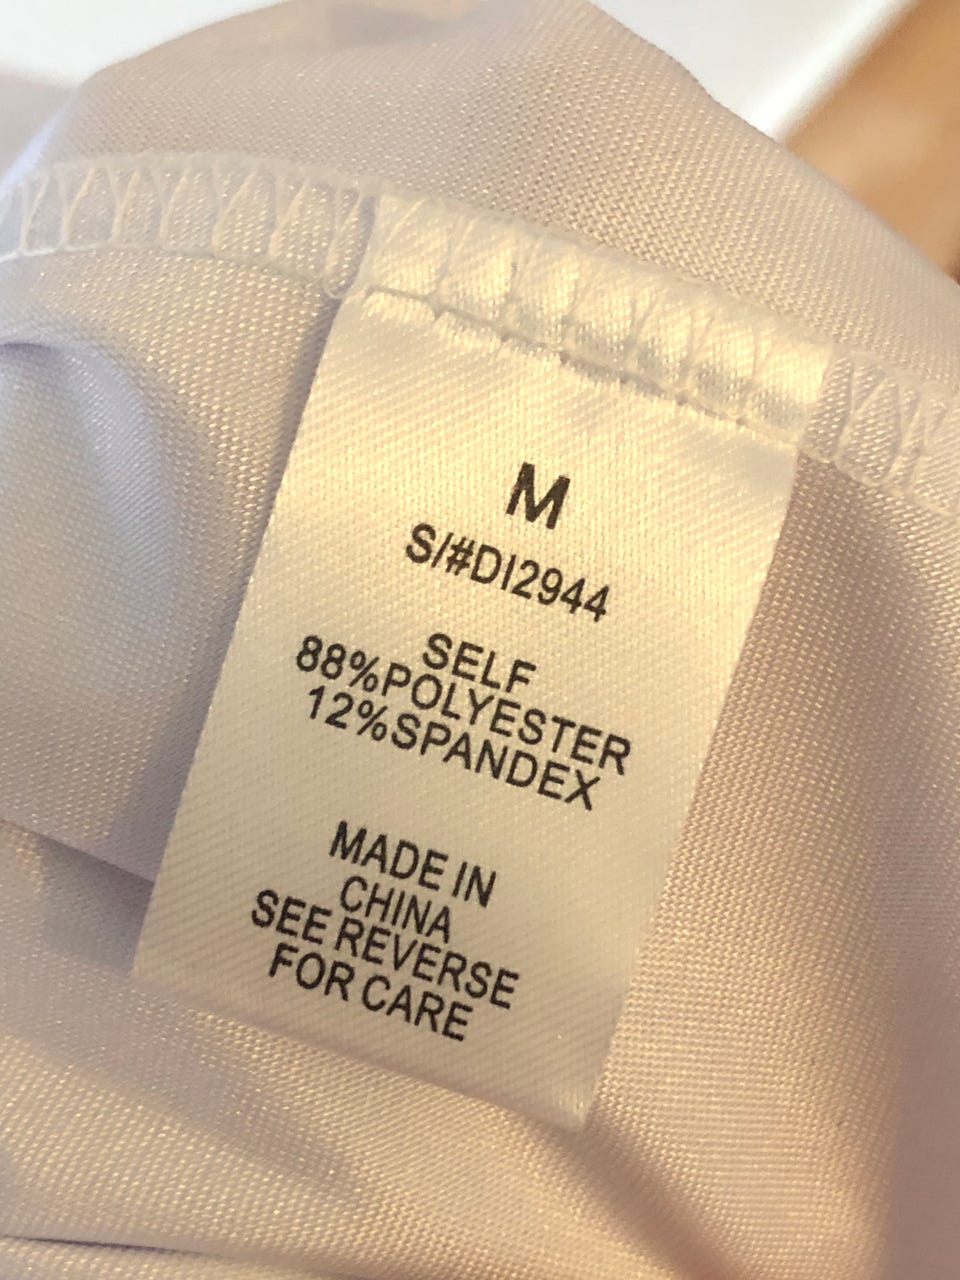 M
S/#DI2944
SELF
88%POLYESTER
12%SPANDEX
MADE IN
CHINA
SEE REVERSE
FOR CARE